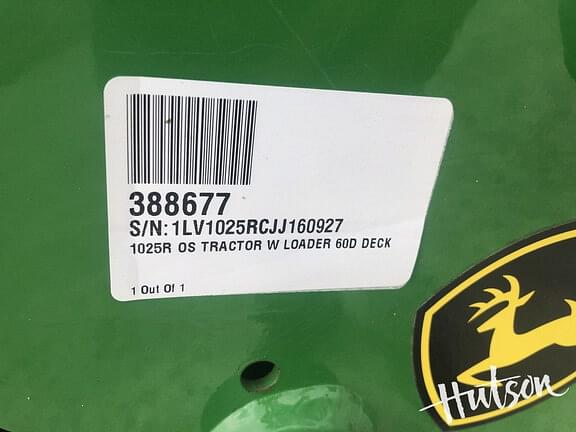 388677
S/N:1LV1025RCJJ160927
1025R OS TRACTOR W LOADER 60D DECK
1 Out Of 1
Hutson